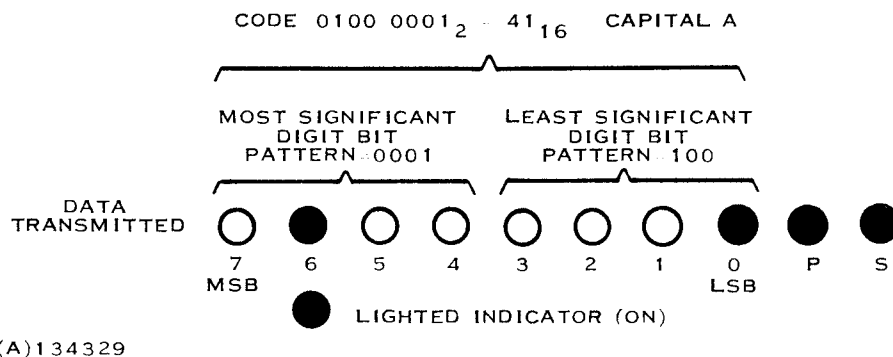 CODE 0100 0001₂ - 41₁₆ CAPITAL A
MOST SIGNIFICANT DIGIT BIT PATTERN 0001
LEAST SIGNIFICANT DIGIT BIT PATTERN 100
DATA TRANSMITTED
7 6 5 4 3 2 1 0 P S
MSB LSB
LIGHTED INDICATOR (ON)
(A)134329